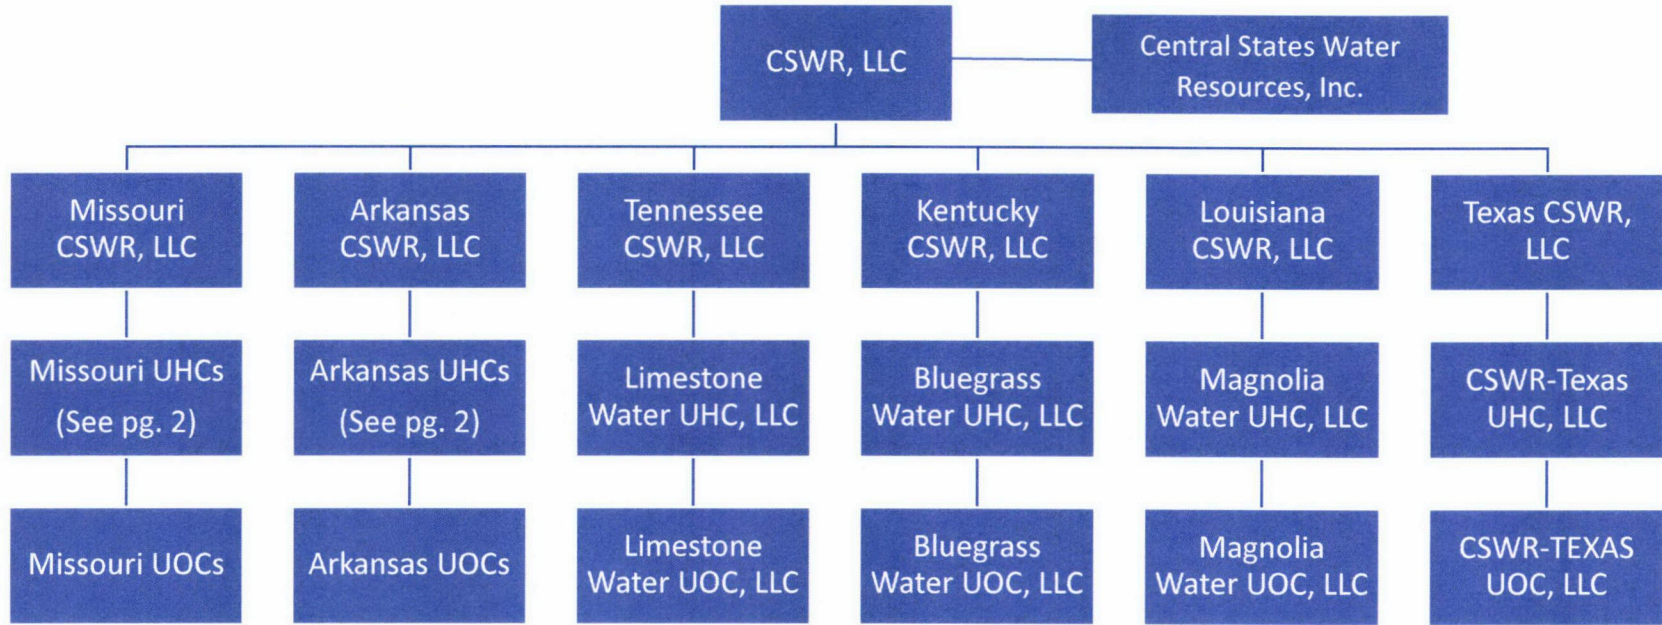 CSWR, LLC
Central States Water
Resources, Inc.
Missouri
CSWR, LLC
Arkansas
CSWR, LLC
Tennessee
CSWR, LLC
Kentucky
CSWR, LLC
Louisiana
CSWR, LLC
Texas CSWR,
LLC
Missouri UHCs
(See pg. 2)
Arkansas UHCs
(See pg. 2)
Limestone
Water UHC, LLC
Bluegrass
Water UHC, LLC
Magnolia
Water UHC, LLC
CSWR-Texas
UHC, LLC
Missouri UOCs
Arkansas UOCs
Limestone
Water UOC, LLC
Bluegrass
Water UOC, LLC
Magnolia
Water UOC, LLC
CSWR-TEXAS
UOC, LLC